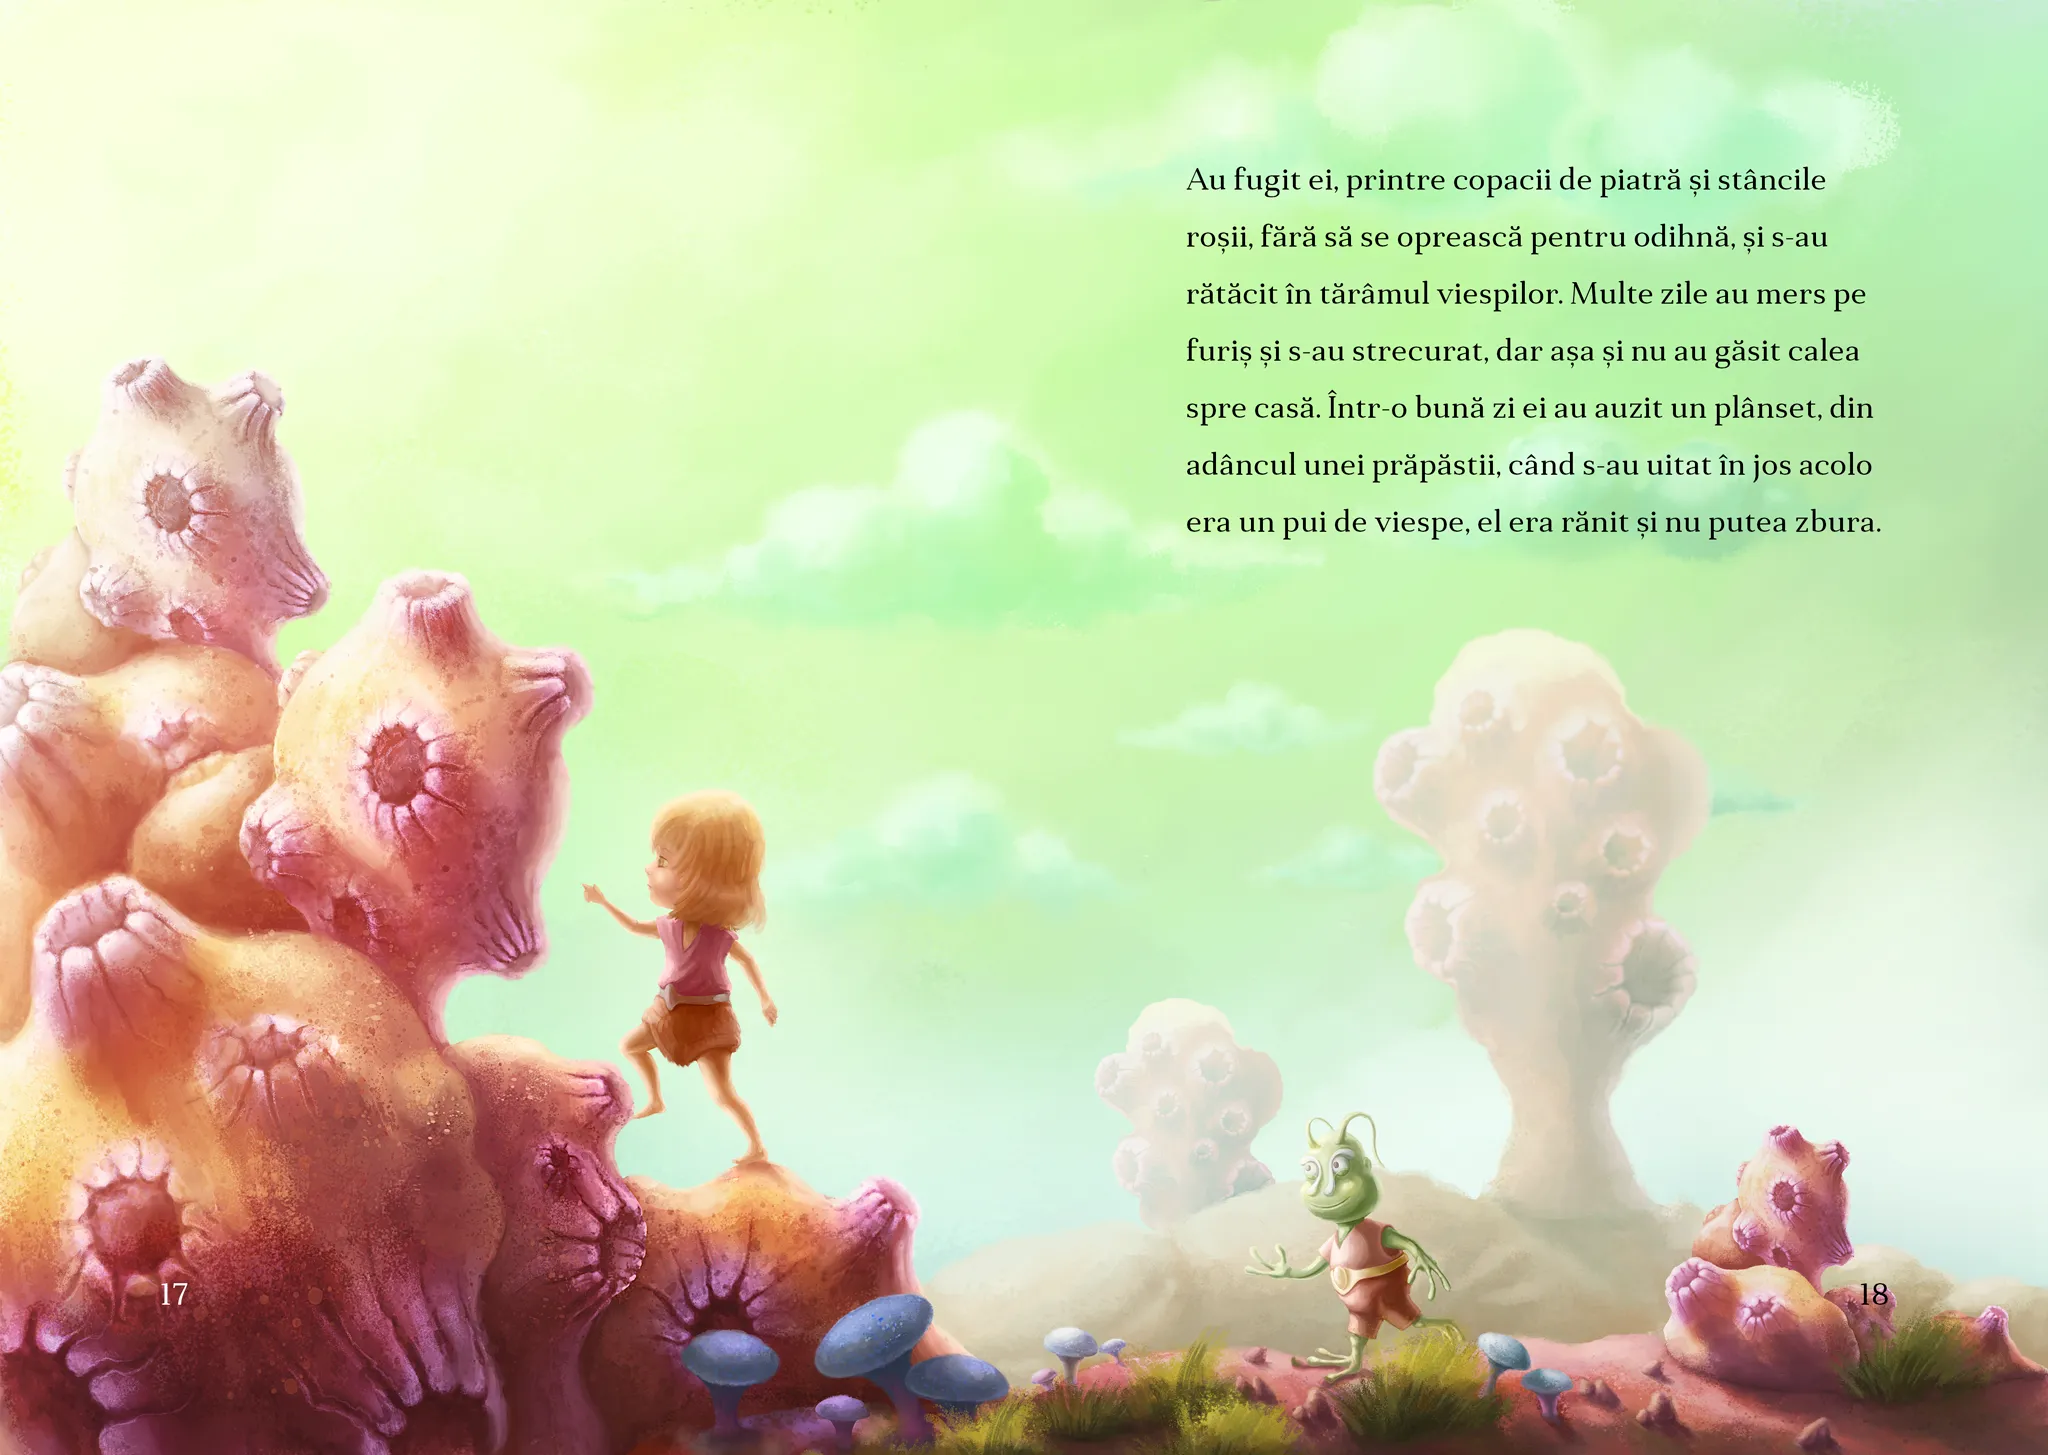 Au fugit ei, printre copacii de piatră și stâncile
roșii, fără să se oprească pentru odihnă, și s-au
rătăcit în tărâmul viespilor. Multe zile au mers pe
furiș și s-au strecurat, dar așa și nu au găsit calea
spre casă. Într-o bună zi ei au auzit un plânset, din
adâncul unei prăpăstii, când s-au uitat în jos acolo
era un pui de viespe, el era rănit și nu putea zbura.
17
18